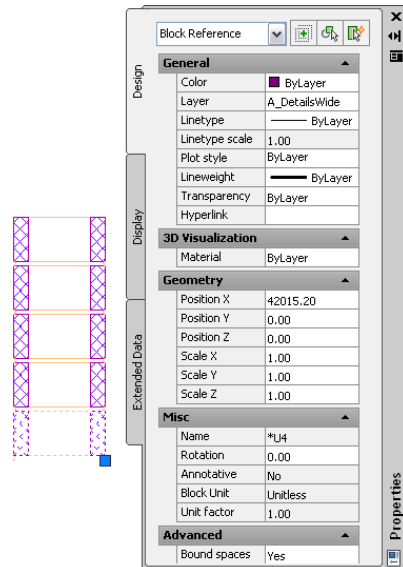 Block Reference
General
Color ByLayer
Layer A_DetailsWide
Linetype ByLayer
Linetype scale 1.00
Plot style ByLayer
Lineweight ByLayer
Transparency ByLayer
Hyperlink
3D Visualization
Material ByLayer
Geometry
Position X 42015.20
Position Y 0.00
Position Z 0.00
Scale X 1.00
Scale Y 1.00
Scale Z 1.00
Misc
Name *U4
Rotation 0.00
Annotative No
Block Unit Unitless
Unit factor 1.00
Advanced
Bound spaces Yes
Design
Display
Extended Data
Properties